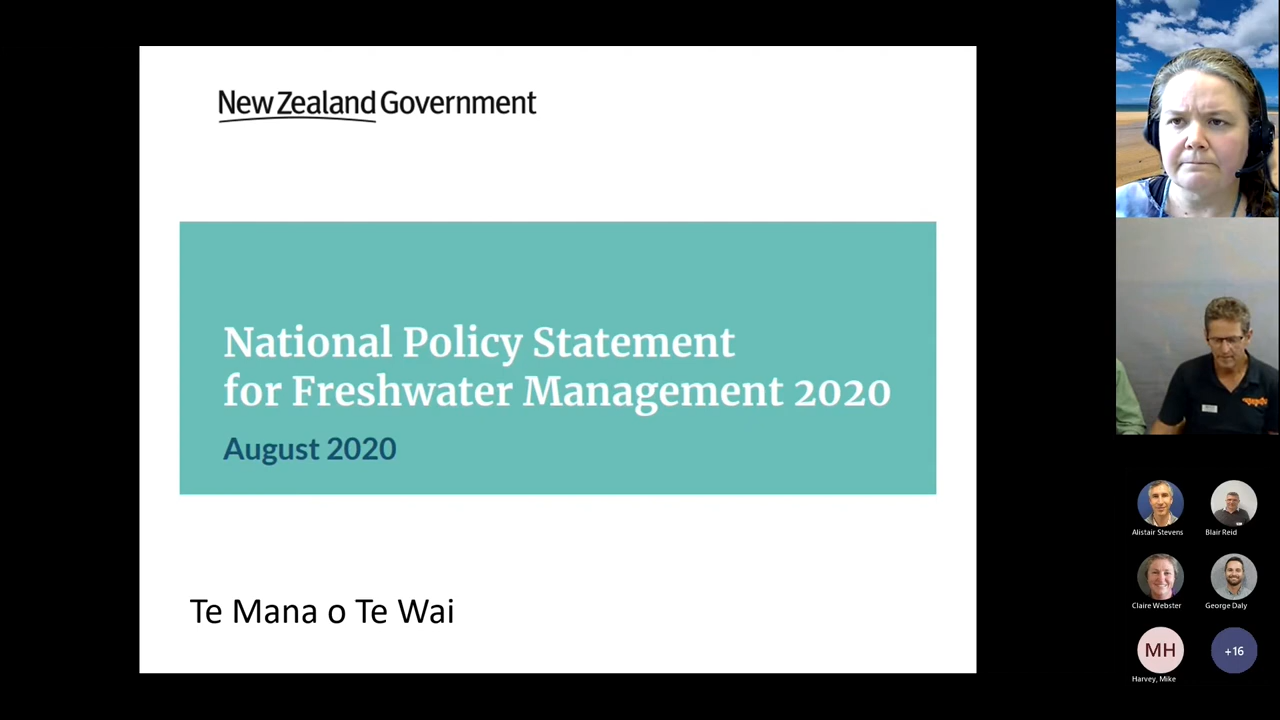 New Zealand Government
National Policy Statement
for Freshwater Management 2020
August 2020
Te Mana o Te Wai
Alistair Stevens
Blair Reid
Claire Webster
George Daly
MH
+16
Harvey, Mike